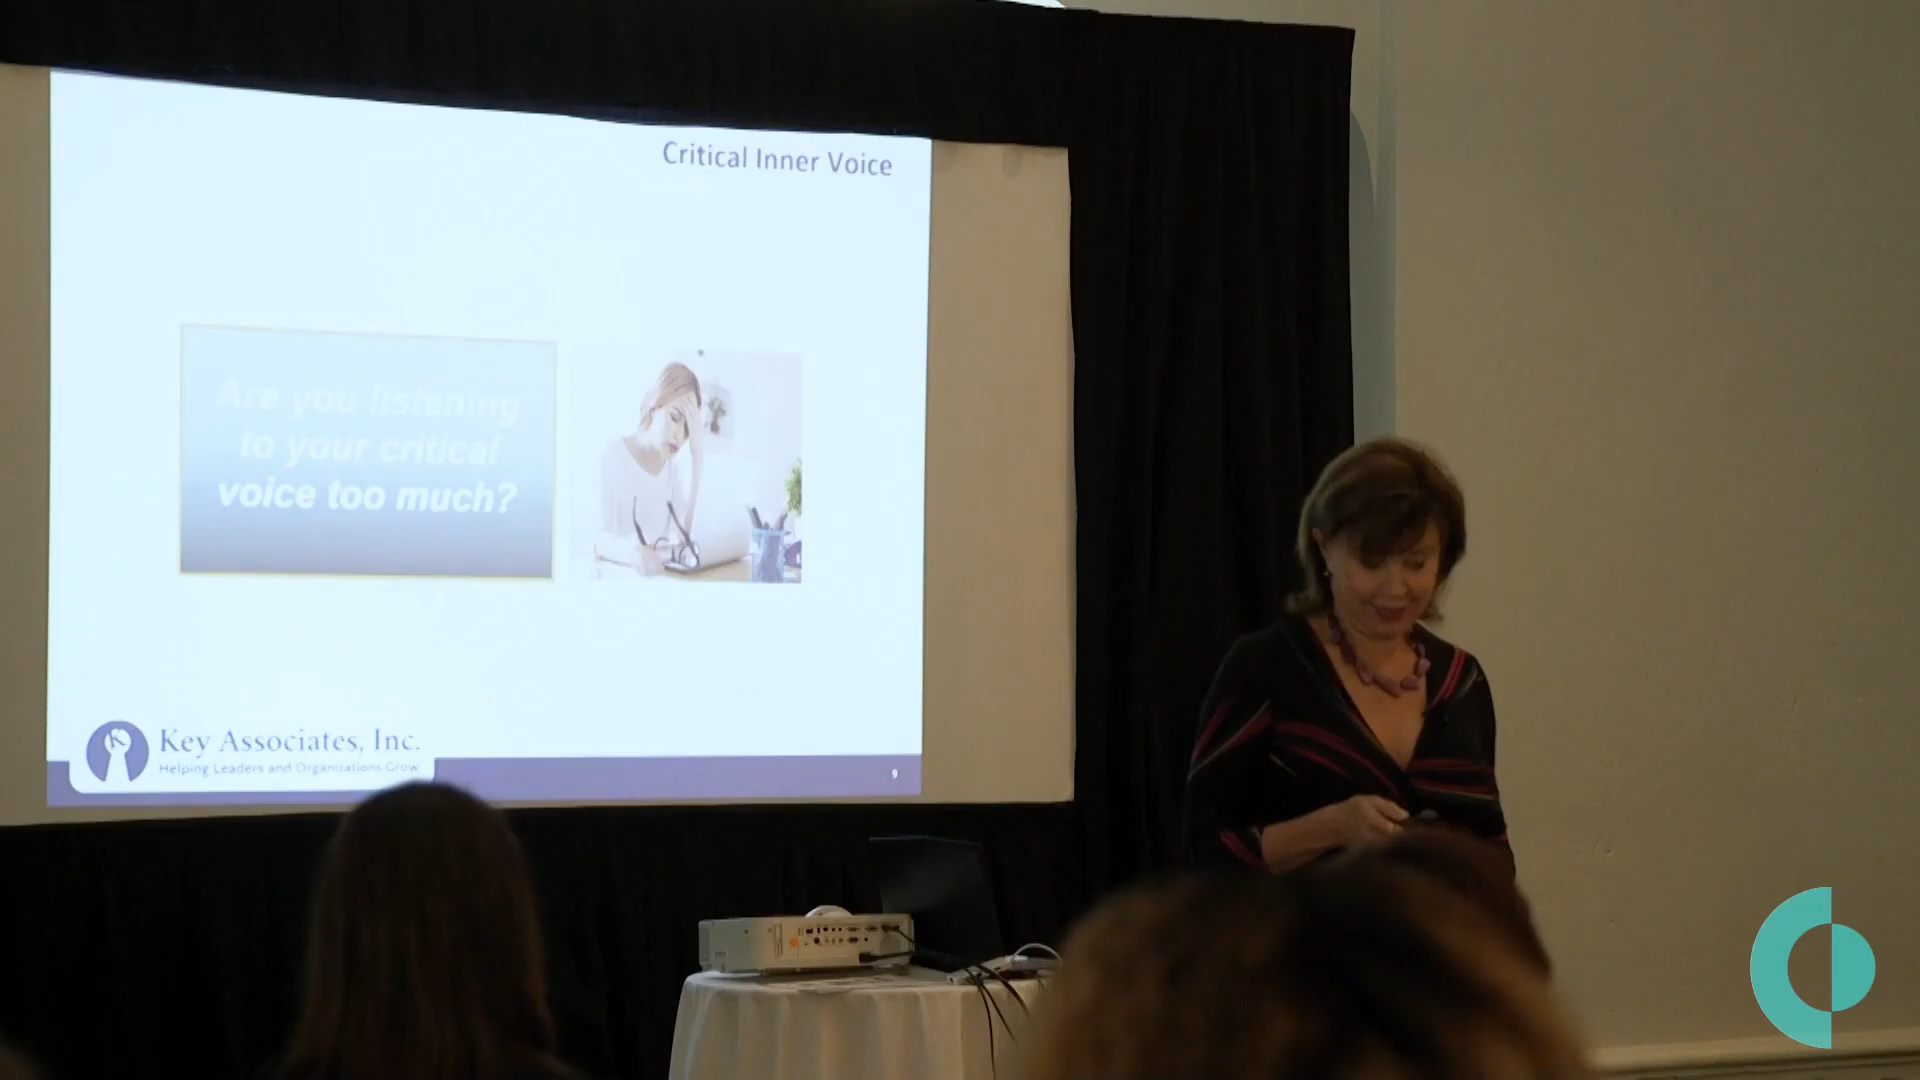 Critical Inner Voice
Are you listening
to your critical
voice too much?
Key Associates, Inc.
Helping Leaders and Organizations Grow
9